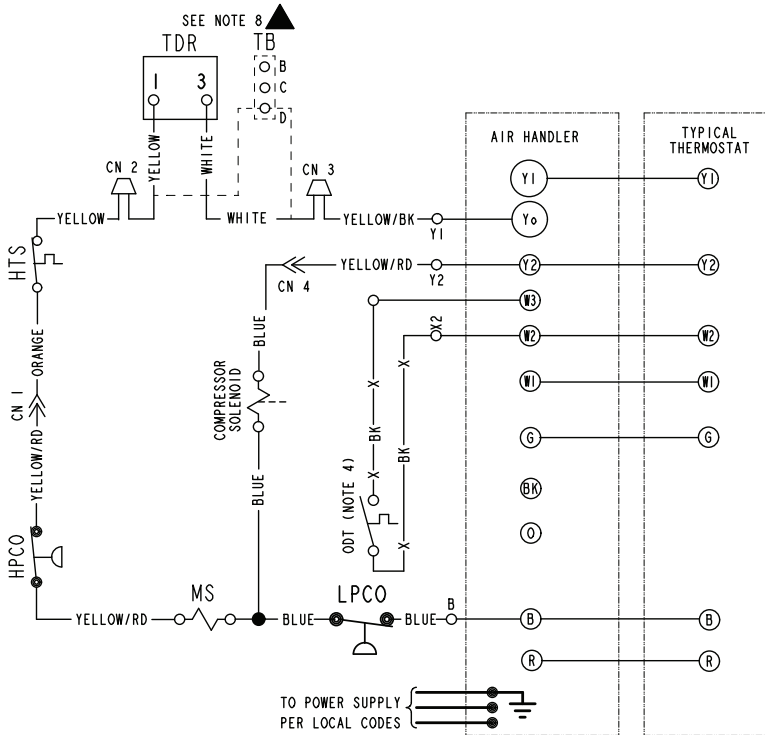 SEE NOTE 8
TDR
TB
1 3
B
C
D
AIR HANDLER
TYPICAL
THERMOSTAT
YELLOW
WHITE
CN 2
CN 3
YELLOW
WHITE
YELLOW/BK
Y1
Y1
Yo
Y1
HTS
YELLOW/RD
CN 4
Y2
Y2
Y2
W3
ORANGE
BLUE
X2
W2
W2
X
X
COMPRESSOR
SOLENOID
W1
W1
CN 1
BK
BK
G
G
YELLOW/RD
BLUE
X
ODT (NOTE 4)
BK
O
X
HPCO
MS
LPCO
YELLOW/RD
BLUE
BLUE
B
B
B
R
R
TO POWER SUPPLY
PER LOCAL CODES